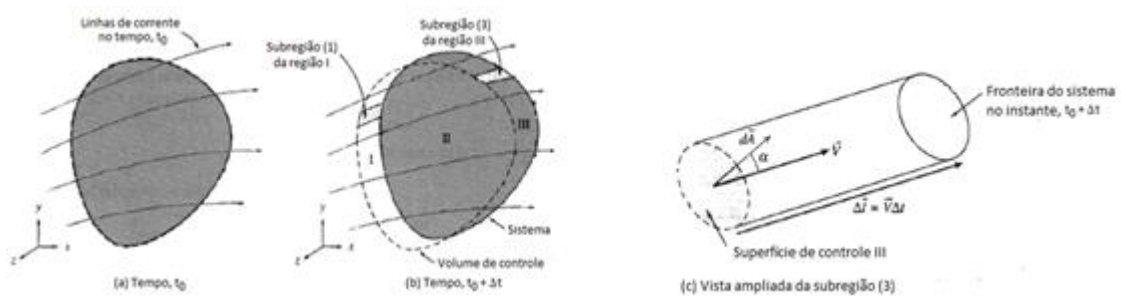 Linhas de corrente
no tempo, t₀
y
x
z
(a) Tempo, t₀
Subregião (1)
da região I
Subregião (3)
da região III
I
II
III
y
x
z
Sistema
Volume de controle
(b) Tempo, t₀ + Δt
dA⃗
α
V⃗
Fronteira do sistema
no instante, t₀ + Δt
Δl⃗ = V⃗Δt
Superfície de controle III
(c) Vista ampliada da subregião (3)